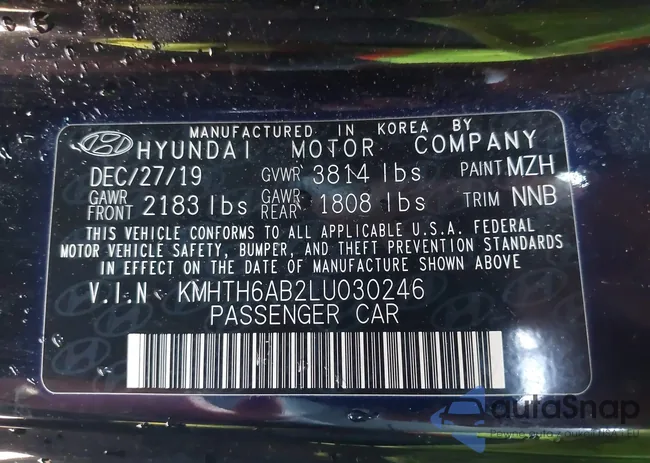 MANUFACTURED IN KOREA BY
HYUNDAI MOTOR COMPANY
DEC/27/19 GVWR 3814 lbs PAINT MZH
GAWR FRONT 2183 lbs GAWR REAR 1808 lbs TRIM NNB
THIS VEHICLE CONFORMS TO ALL APPLICABLE U.S.A. FEDERAL
MOTOR VEHICLE SAFETY, BUMPER, AND THEFT PREVENTION STANDARDS
IN EFFECT ON THE DATE OF MANUFACTURE SHOWN ABOVE
V.I.N KMHTH6AB2LU030246
PASSENGER CAR
autaSnap